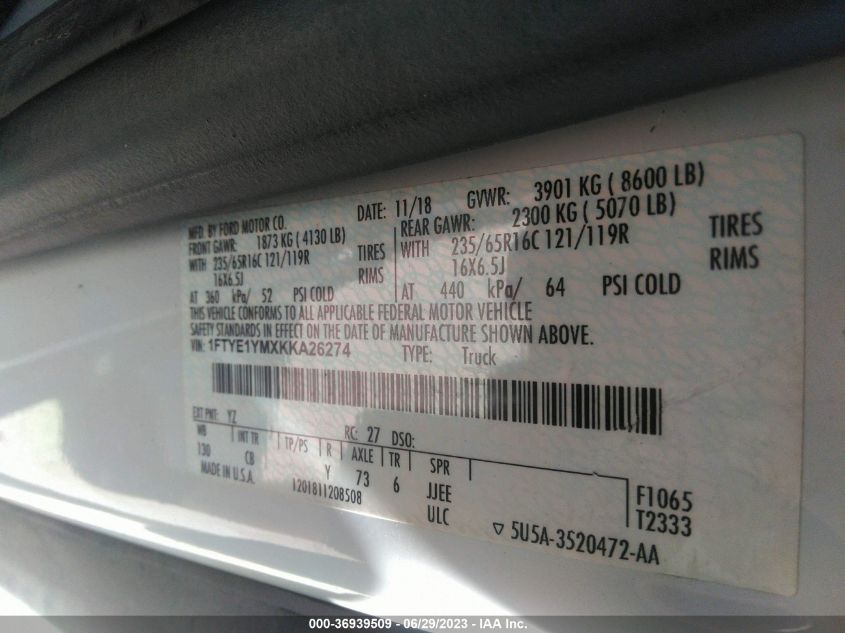 MFD. BY FORD MOTOR CO.
DATE: 11/18 GVWR: 3901 KG ( 8600 LB)
FRONT GAWR: 1873 KG ( 4130 LB)
WITH 235/65R16C 121/119R TIRES
16X6.5J RIMS
AT 360 kPa/ 52 PSI COLD
REAR GAWR: 2300 KG ( 5070 LB)
WITH 235/65R16C 121/119R TIRES
16X6.5J RIMS
AT 440 kPa/ 64 PSI COLD
THIS VEHICLE CONFORMS TO ALL APPLICABLE FEDERAL MOTOR VEHICLE
SAFETY STANDARDS IN EFFECT ON THE DATE OF MANUFACTURE SHOWN ABOVE.
VIN: 1FTYE1YMXKKA26274 TYPE: Truck
EXT PNT: YZ RC: 27 DSO:
WB INT TR TP/PS R AXLE TR SPR
130 CB Y 73 6 JJEE F1065
MADE IN U.S.A. 1201811208508 ULC T2333
▽ 5U5A-3520472-AA
000-36939509 - 06/29/2023 - IAA Inc.